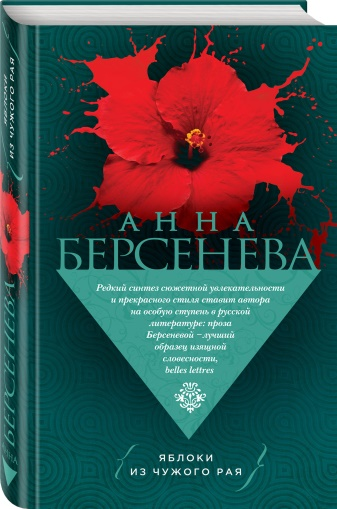 АННА
БЕРСЕНЕВА
Редкий синтез сюжетной увлекательности
и прекрасного стиля ставит автора
на особую ступень в русской
литературе: проза
Берсеневой –лучший
образец изящной
словесности,
belles lettres
ЯБЛОКИ
ИЗ ЧУЖОГО РАЯ
ЯБЛОКИ
ИЗ ЧУЖОГО РАЯ
АННА
БЕРСЕНЕВА